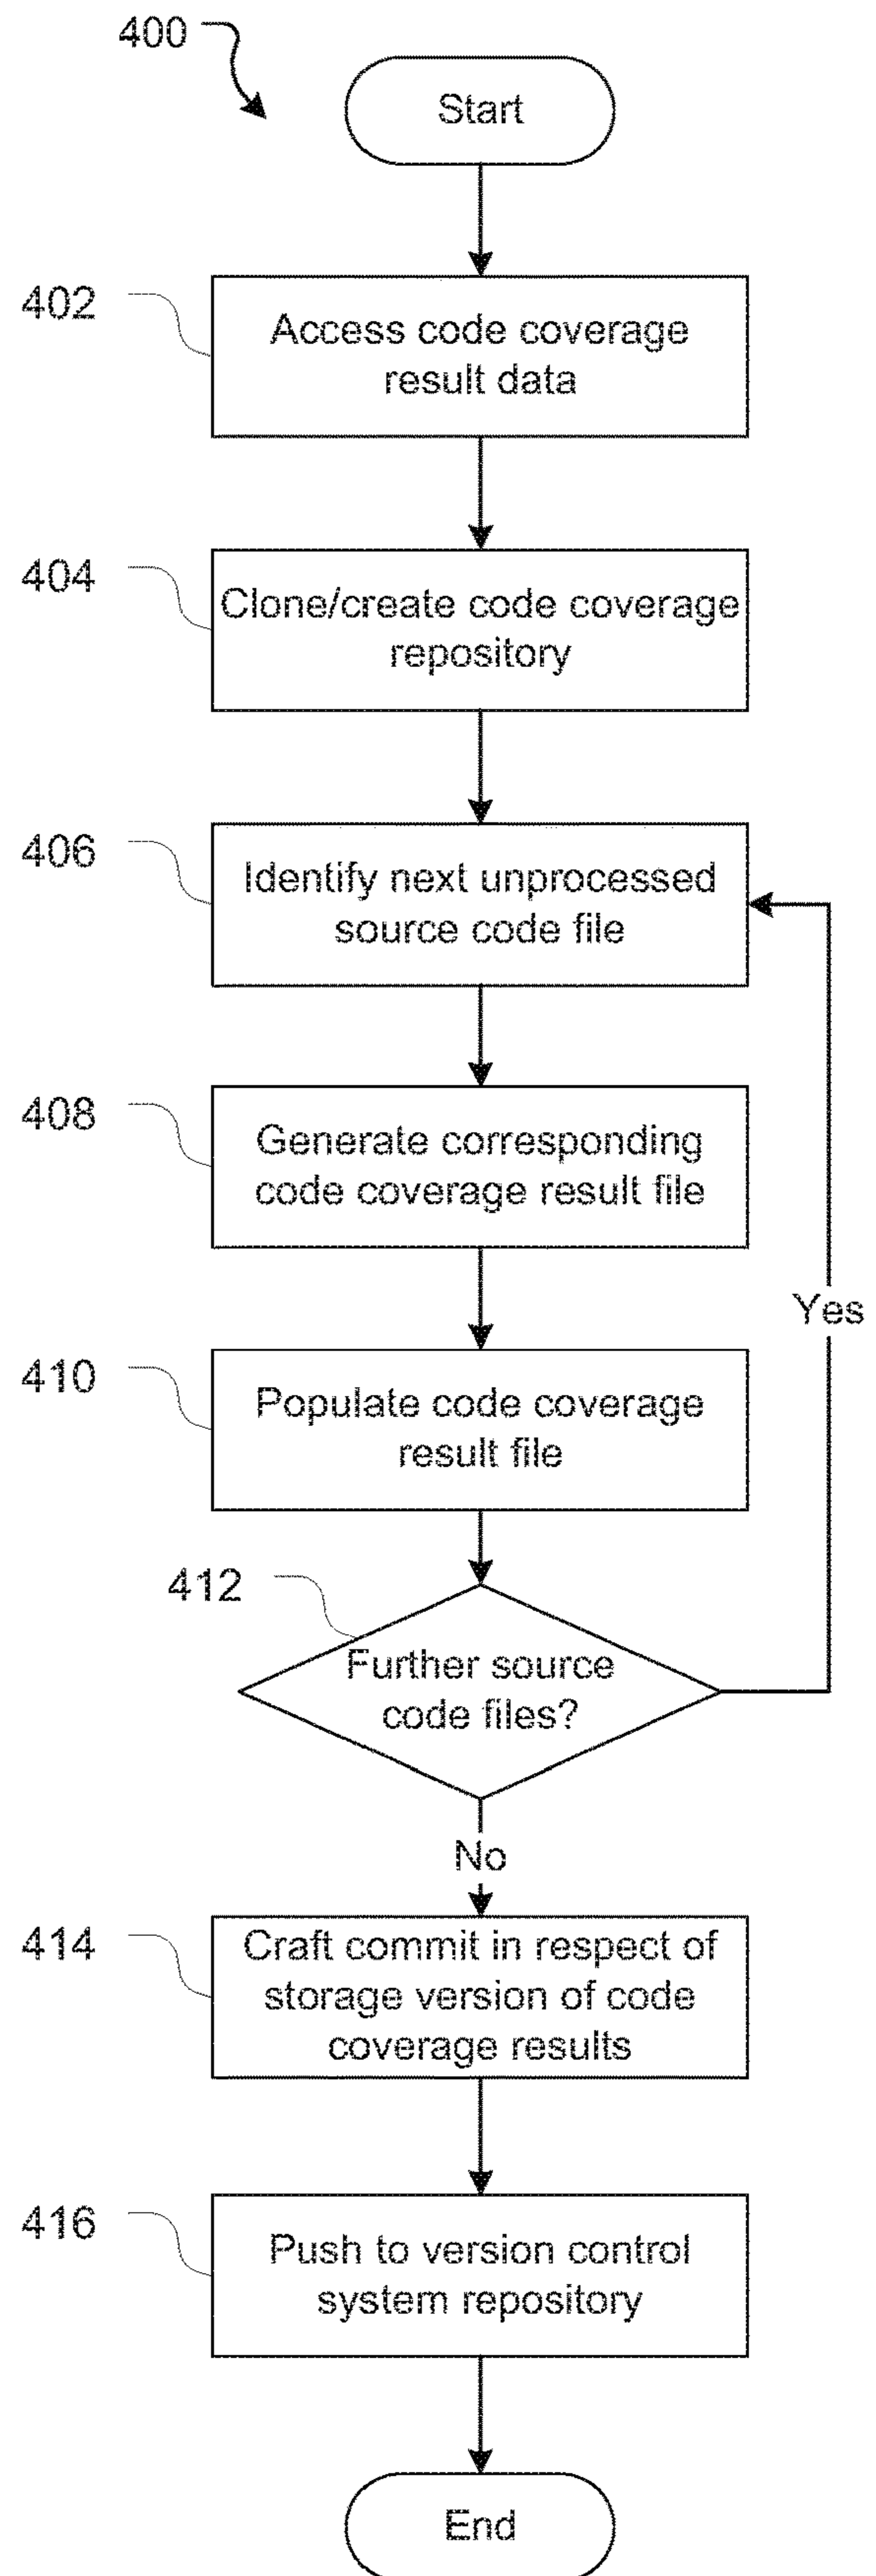 400
Start
402
Access code coverage
result data
404
Clone/create code coverage
repository
406
Identify next unprocessed
source code file
408
Generate corresponding
code coverage result file
Yes
410
Populate code coverage
result file
412
Further source
code files?
No
414
Craft commit in respect of
storage version of code
coverage results
416
Push to version control
system repository
End